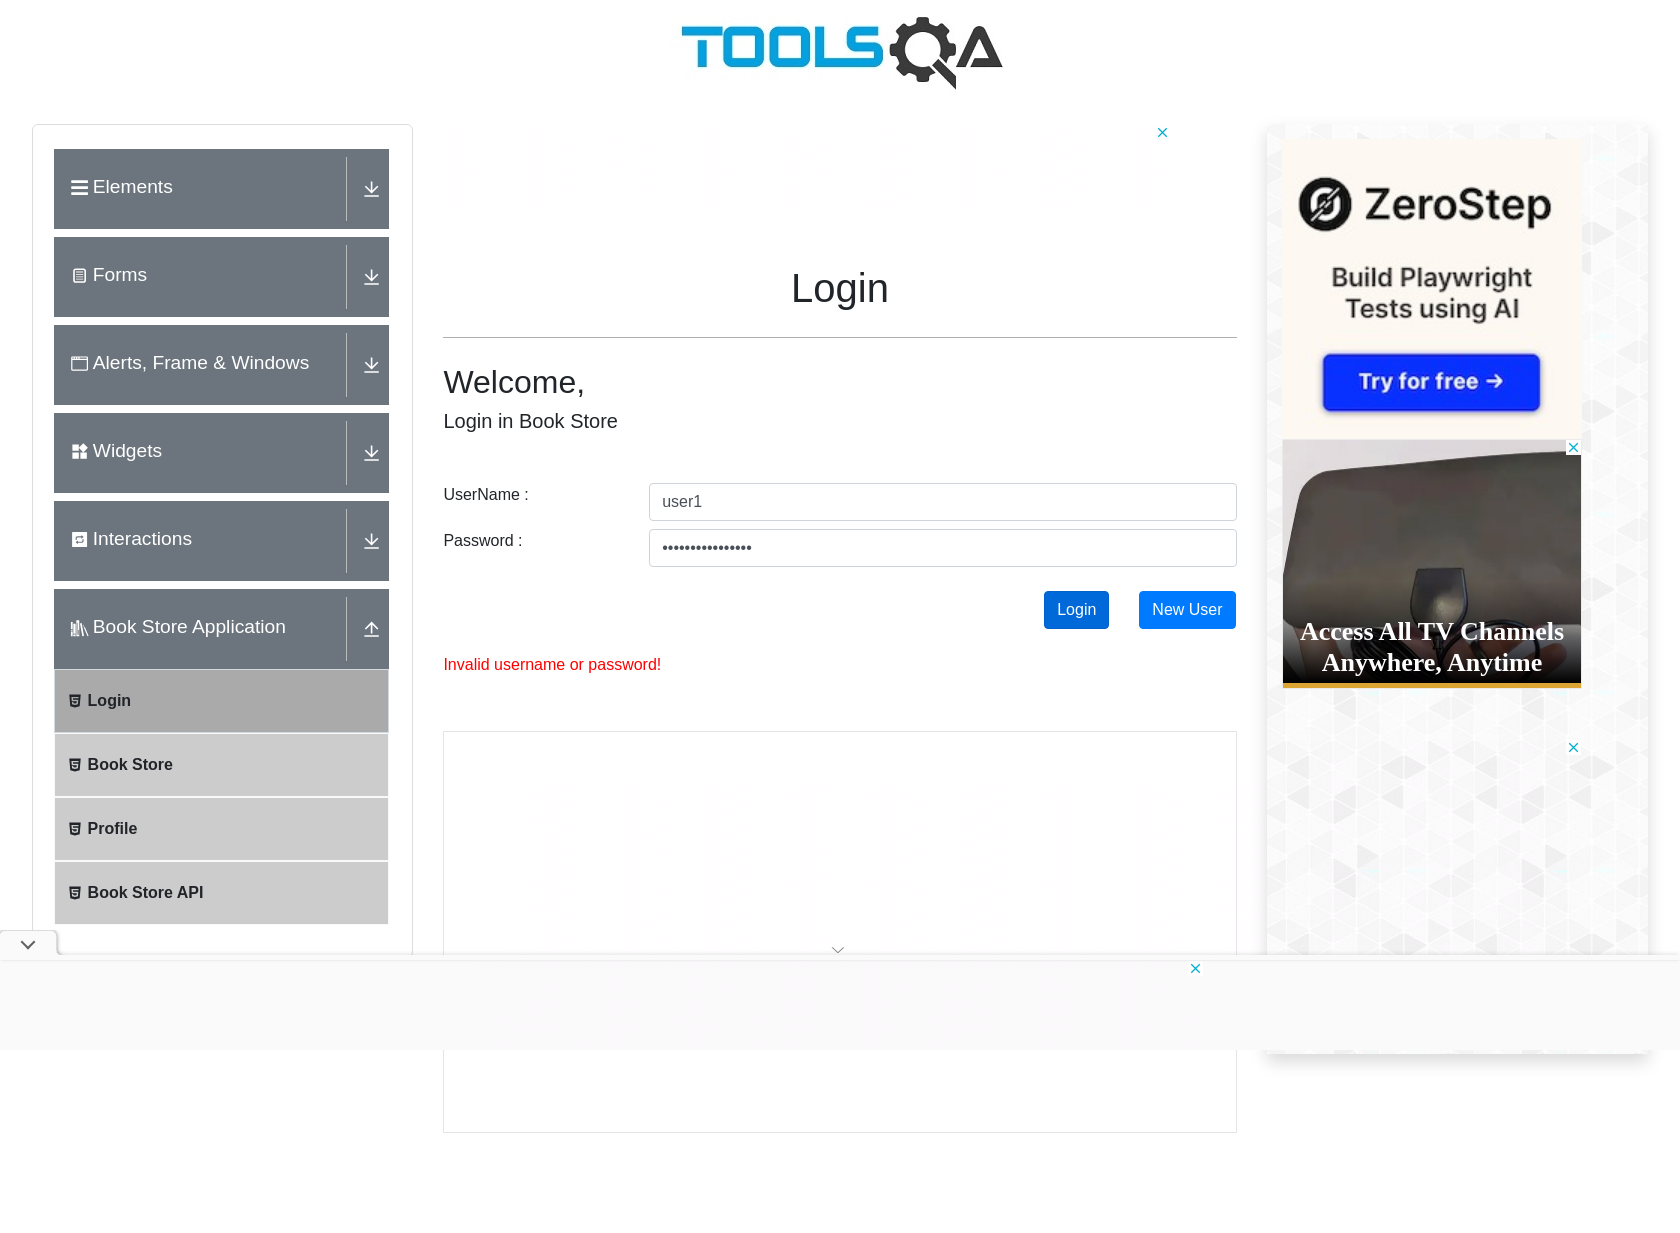 TOOLSQA
Elements
Forms
Alerts, Frame & Windows
Widgets
Interactions
Book Store Application
Login
Book Store
Profile
Book Store API
Login
Welcome,
Login in Book Store
UserName :
user1
Password :
••••••••••••••••
Login
New User
Invalid username or password!
ZeroStep
Build Playwright
Tests using AI
Try for free →
Access All TV Channels
Anywhere, Anytime